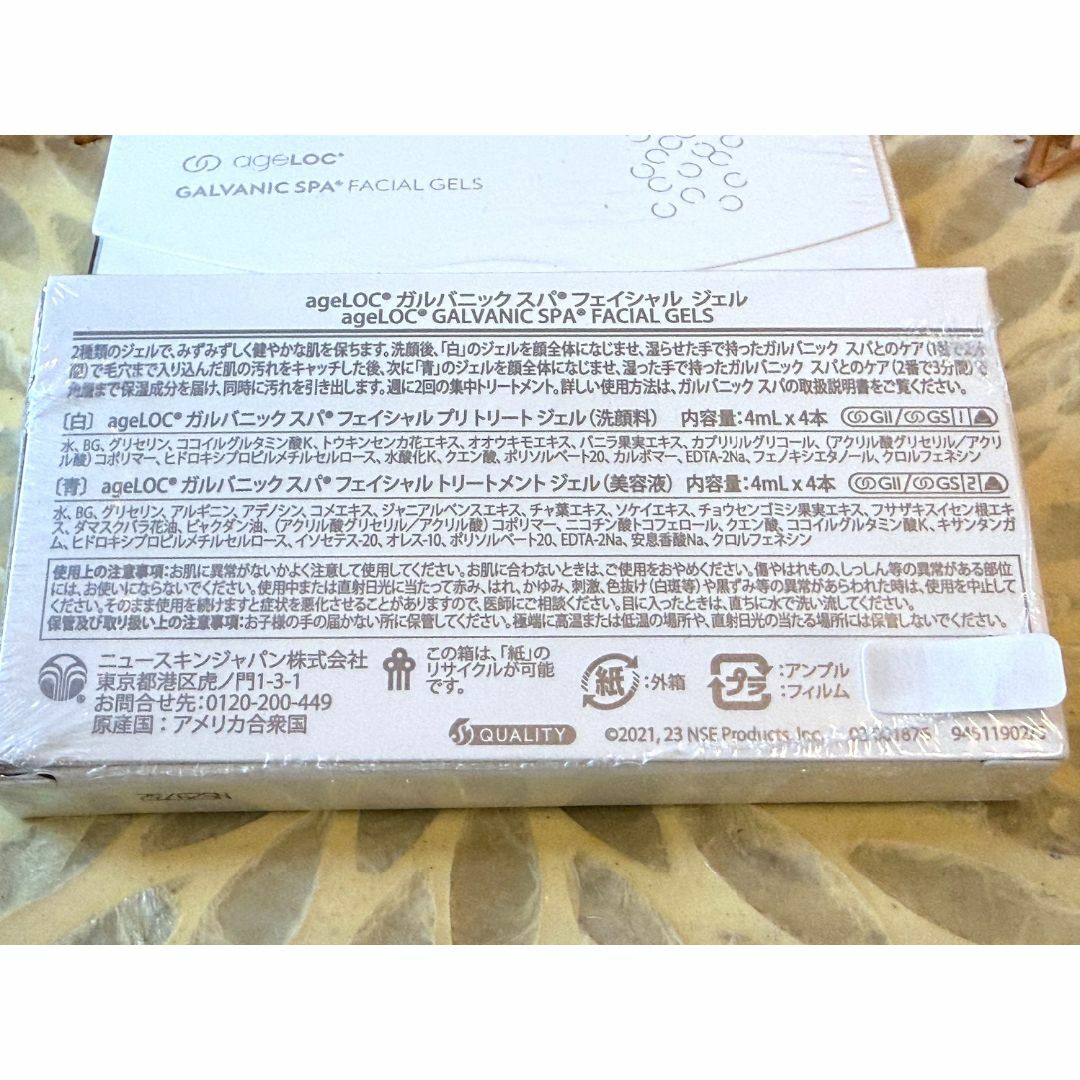 ageLOC®
GALVANIC SPA® FACIAL GELS
ageLOC® ガルバニック スパ® フェイシャル ジェル
ageLOC® GALVANIC SPA® FACIAL GELS
2種類のジェルで、みずみずしく健やかな肌を保ちます。洗顔後、「白」のジェルを顔全体になじませ、湿らせた手で持ったガルバニック スパとのケア(1番で2分
で毛穴まで入り込んだ肌の汚れをキャッチした後、次に「青」のジェルを顔全体になじませ、湿った手で持ったガルバニック スパとのケア(2番で3分間)で
角層まで保湿成分を届け、同時に汚れを引き出します。週に2回の集中トリートメント。詳しい使用方法は、ガルバニック スパの取扱説明書をご覧ください。
〔白〕 ageLOC® ガルバニック スパ® フェイシャル プリ トリート ジェル(洗顔料) 内容量:4mL x 4本 GII/GS 1
水、BG、グリセリン、ココイルグルタミン酸K、トウキンセンカ花エキス、オオウキモエキス、バニラ果実エキス、カプリリルグリコール、(アクリル酸グリセリル/アクリ
ル酸)コポリマー、ヒドロキシプロピルメチルセルロース、水酸化K、クエン酸、ポリソルベート20、カルボマー、EDTA-2Na、フェノキシエタノール、クロルフェネシン
〔青〕 ageLOC® ガルバニック スパ® フェイシャル トリートメント ジェル(美容液) 内容量:4mL x 4本 GII/GS 2
水、BG、グリセリン、アルギニン、アデノシン、コメエキス、ジャニアルベンスエキス、チャ葉エキス、ソケイエキス、チョウセンゴミシ果実エキス、フサザキスイセン根エキ
ス、ダマスクバラ花油、ビャクダン油、(アクリル酸グリセリル/アクリル酸)コポリマー、ニコチン酸トコフェロール、クエン酸、ココイルグルタミン酸K、キサンタンガ
ム、ヒドロキシプロピルメチルセルロース、イソセテス-20、オレス-10、ポリソルベート20、EDTA-2Na、安息香酸Na、クロルフェネシン
使用上の注意事項:お肌に異常がないかよく注意して使用してください。お肌に合わないときは、ご使用をおやめください。傷やはれもの、しっしん等の異常がある部位
には、お使いにならないでください。使用中または直射日光に当たって赤み、はれ、かゆみ、刺激、色抜け(白斑等)や黒ずみ等の異常があらわれた時は、使用を中止して
ください。そのまま使用を続けますと症状を悪化させることがありますので、医師にご相談ください。目に入ったときは、直ちに水で洗い流してください。
保管及び取り扱い上の注意事項:お子様の手の届かない所に保管してください。極端に高温または低温の場所や、直射日光の当たる場所には保管しないでください。
ニュースキンジャパン株式会社
東京都港区虎ノ門1-3-1
お問合せ先:0120-200-449
原産国:アメリカ合衆国
この箱は、「紙」の
リサイクルが可能
です。
紙 :外箱
プラ :アンプル
:フィルム
QUALITY
©2021, 23 NSE Products, Inc.